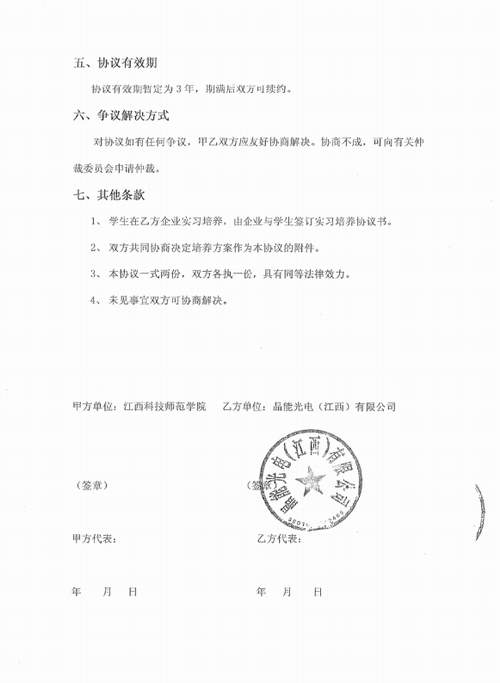 五、协议有效期
协议有效期暂定为 3 年，期满后双方可续约。
六、争议解决方式
对协议如有任何争议，甲乙双方应友好协商解决。协商不成，可向有关仲
裁委员会申请仲裁。
七、其他条款
1、 学生在乙方企业实习培养，由企业与学生签订实习培养协议书。
2、 双方共同协商决定培养方案作为本协议的附件。
3、 本协议一式两份，双方各执一份，具有同等法律效力。
4、 未见事宜双方可协商解决。
甲方单位：江西科技师范学院 乙方单位：晶能光电（江西）有限公司
（签章） （签章
晶能光电(江西)有限公司
甲方代表： 乙方代表：
年 月 日 年 月 日